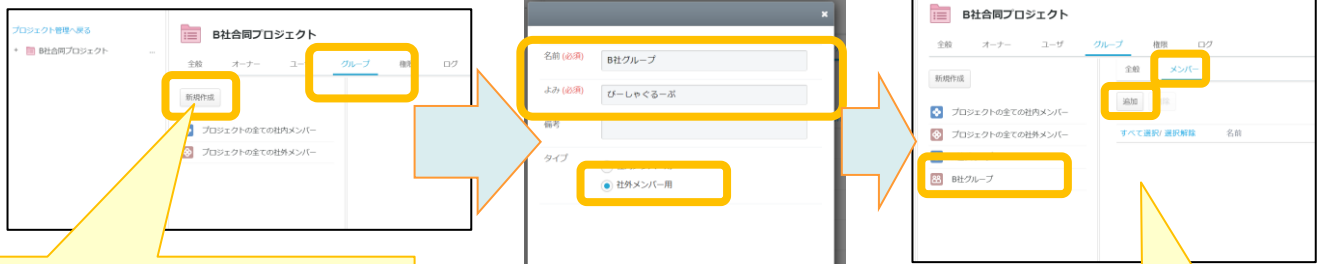 プロジェクト管理へ戻る
B社合同プロジェクト
B社合同プロジェクト
全般 オーナー ユーザ グループ 権限 ログ
新規作成
プロジェクトの全ての社内メンバー
プロジェクトの全ての社外メンバー
名前 (必須) B社グループ
よみ (必須) びーしゃぐるーぷ
備考
タイプ
社外メンバー用
B社合同プロジェクト
全般 オーナー ユーザ グループ 権限 ログ
新規作成
プロジェクトの全ての社内メンバー
プロジェクトの全ての社外メンバー
B社グループ
全般 メンバー
追加
すべて選択/ 選択解除 名前